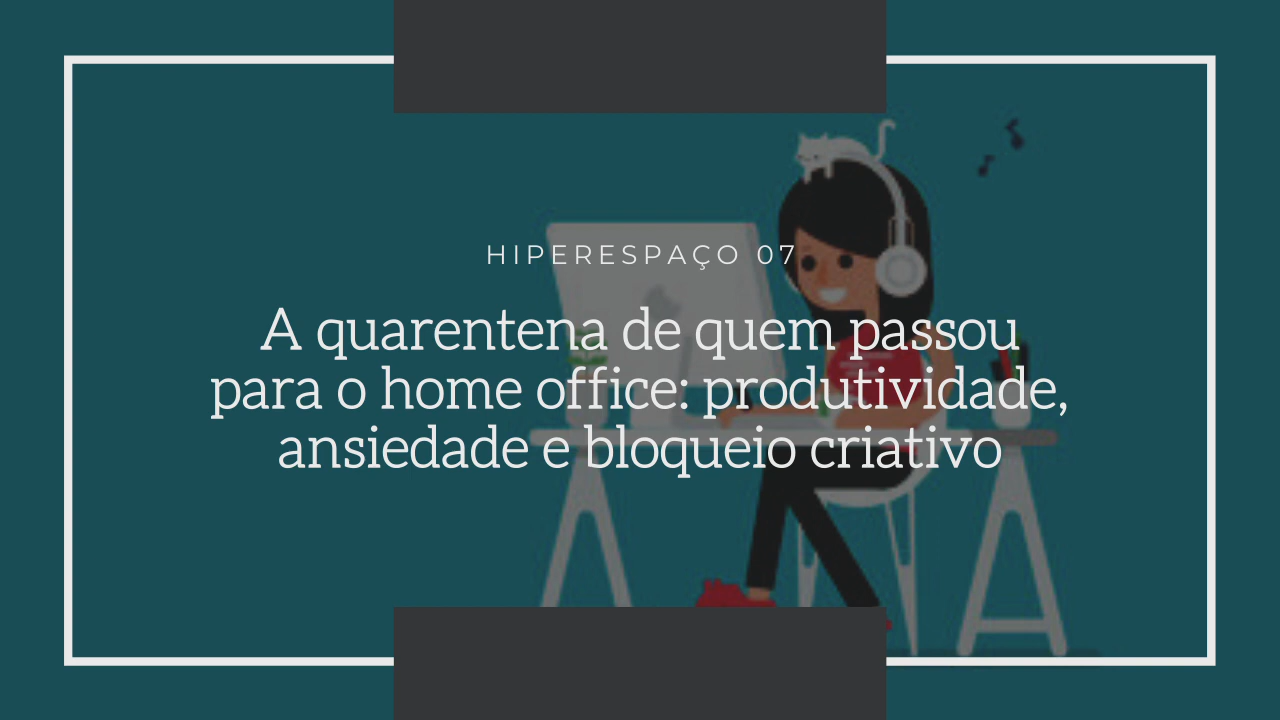 HIPERESPAÇO 07
A quarentena de quem passou
para o home office: produtividade,
ansiedade e bloqueio criativo